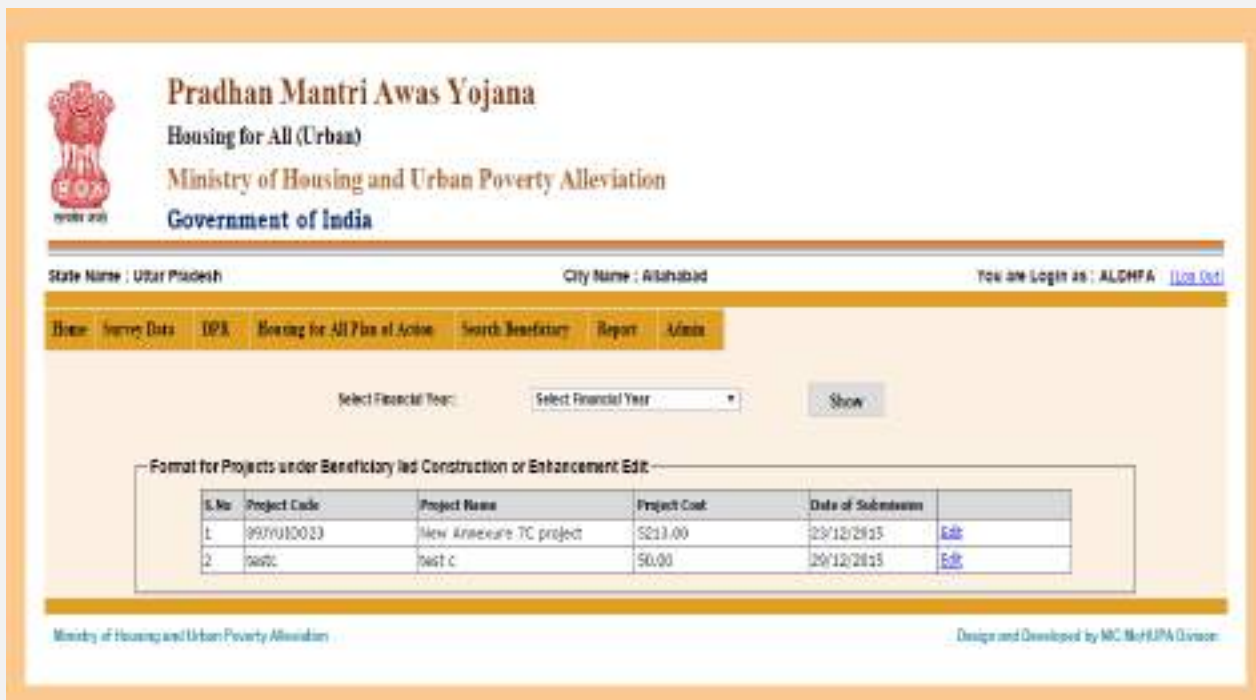 Pradhan Mantri Awas Yojana
Housing for All (Urban)
Ministry of Housing and Urban Poverty Alleviation
Government of India
State Name : Uttar Pradesh City Name : Allahabad You are Login as : ALDHFA [Log Out]
Home Survey Data DPR Housing for All Plan of Action Search Beneficiary Report Admin
Select Financial Year: Select Financial Year Show
Format for Projects under Beneficiary led Construction or Enhancement Edit
S.No Project Code Project Name Project Cost Date of Submission
1 New Annexure 7C project 5213.00 23/12/2015 Edit
2 testc test c 50.00 29/12/2015 Edit
Ministry of Housing and Urban Poverty Alleviation Design and Developed by NIC MoHUPA Division